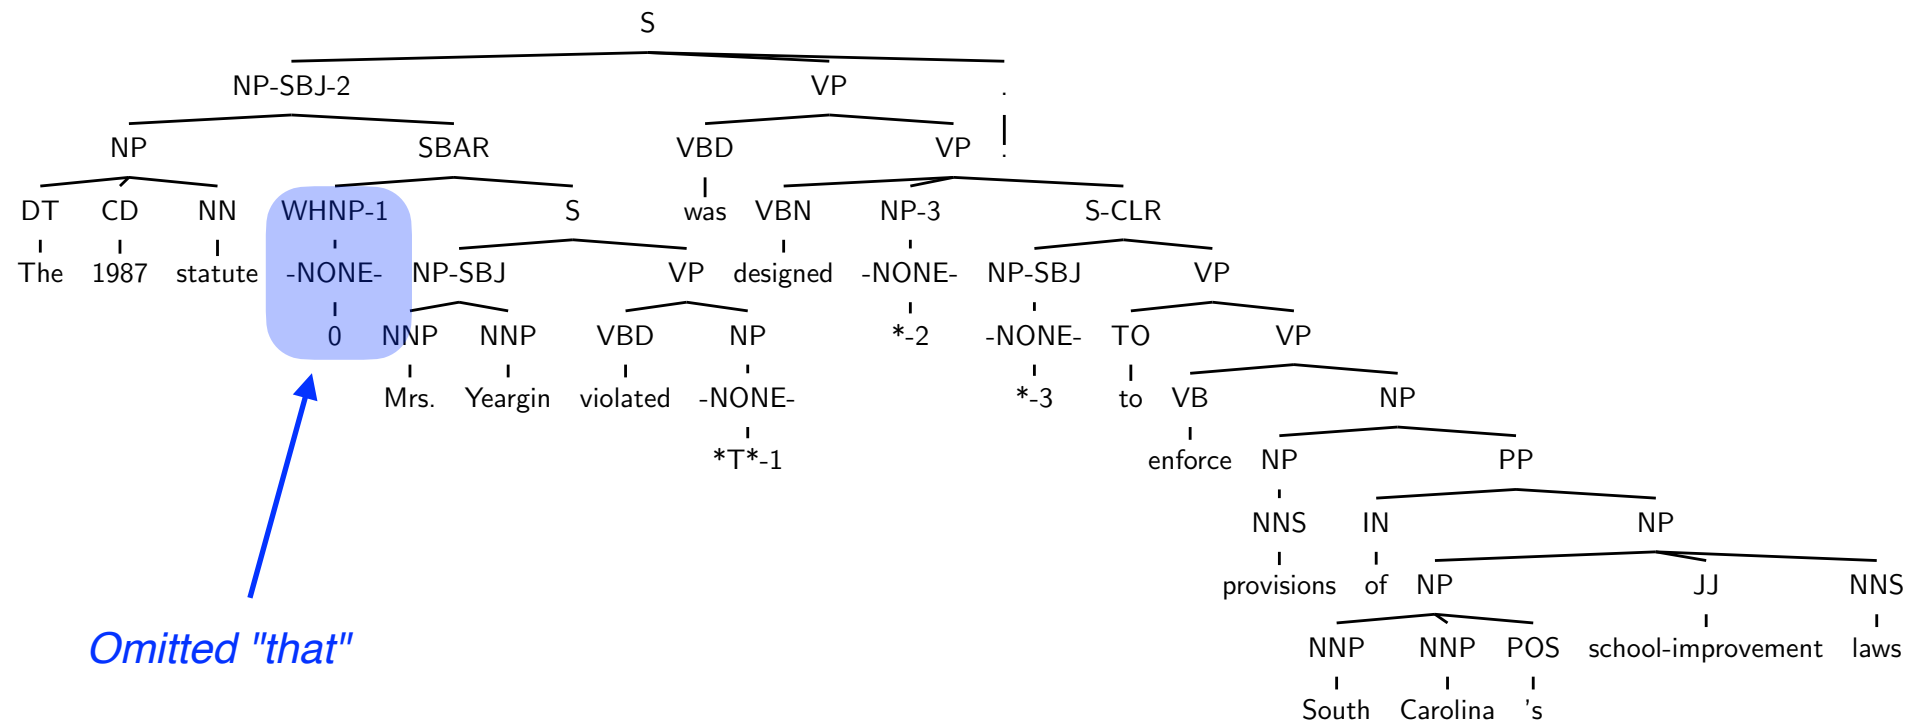 S
NP-SBJ-2 VP .
NP SBAR VBD VP .
DT CD NN WHNP-1 S was VBN NP-3 S-CLR
The 1987 statute -NONE- NP-SBJ VP designed -NONE- NP-SBJ VP
0 NNP NNP VBD NP *-2 -NONE- TO VP
Mrs. Yeargin violated -NONE- *-3 to VB NP
*T*-1 enforce NP PP
NNS IN NP
provisions of NP JJ NNS
Omitted "that" NNP NNP POS school-improvement laws
South Carolina 's